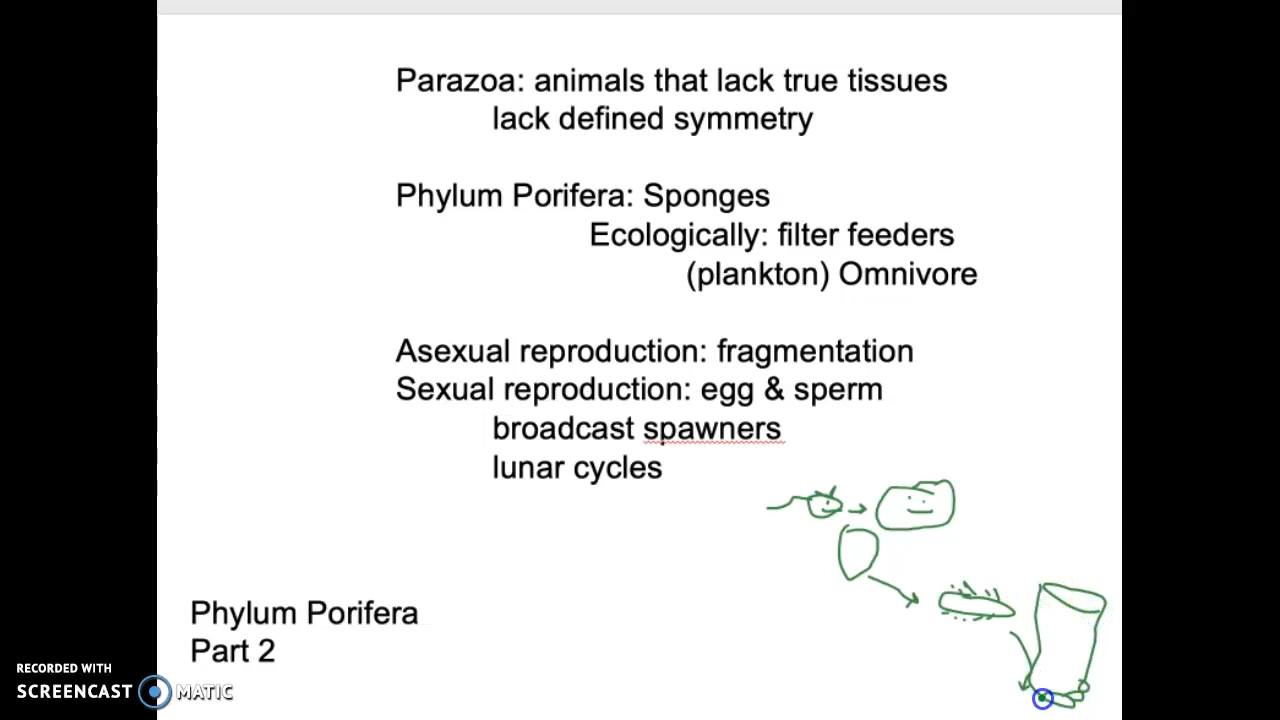 Parazoa: animals that lack true tissues
lack defined symmetry
Phylum Porifera: Sponges
Ecologically: filter feeders
(plankton) Omnivore
Asexual reproduction: fragmentation
Sexual reproduction: egg & sperm
broadcast spawners
lunar cycles
Phylum Porifera
Part 2
RECORDED WITH
SCREENCAST MATIC